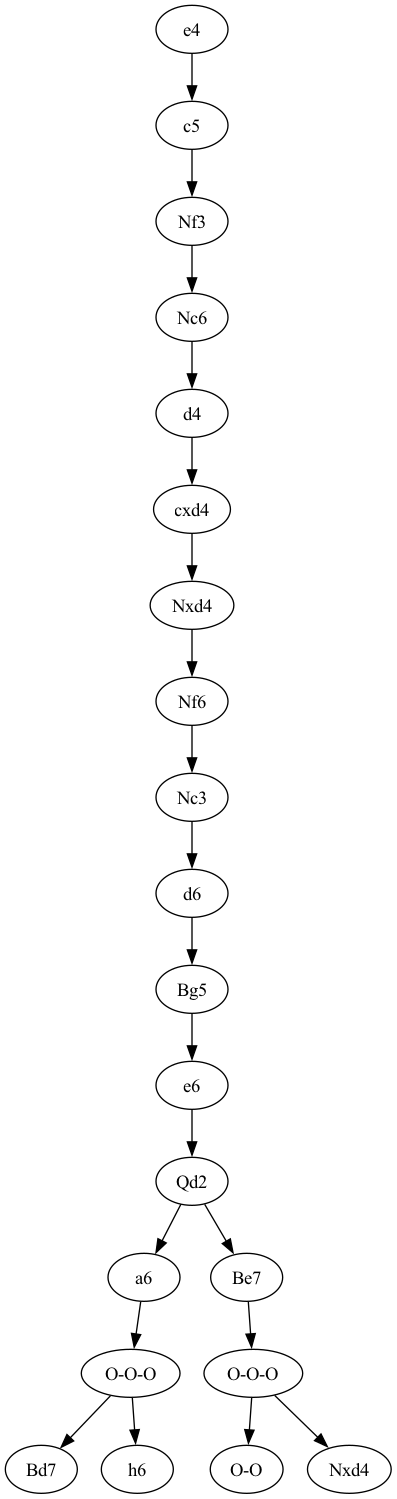 e4
c5
Nf3
Nc6
d4
cxd4
Nxd4
Nf6
Nc3
d6
Bg5
e6
Qd2
a6 Be7
O-O-O O-O-O
Bd7 h6 O-O Nxd4